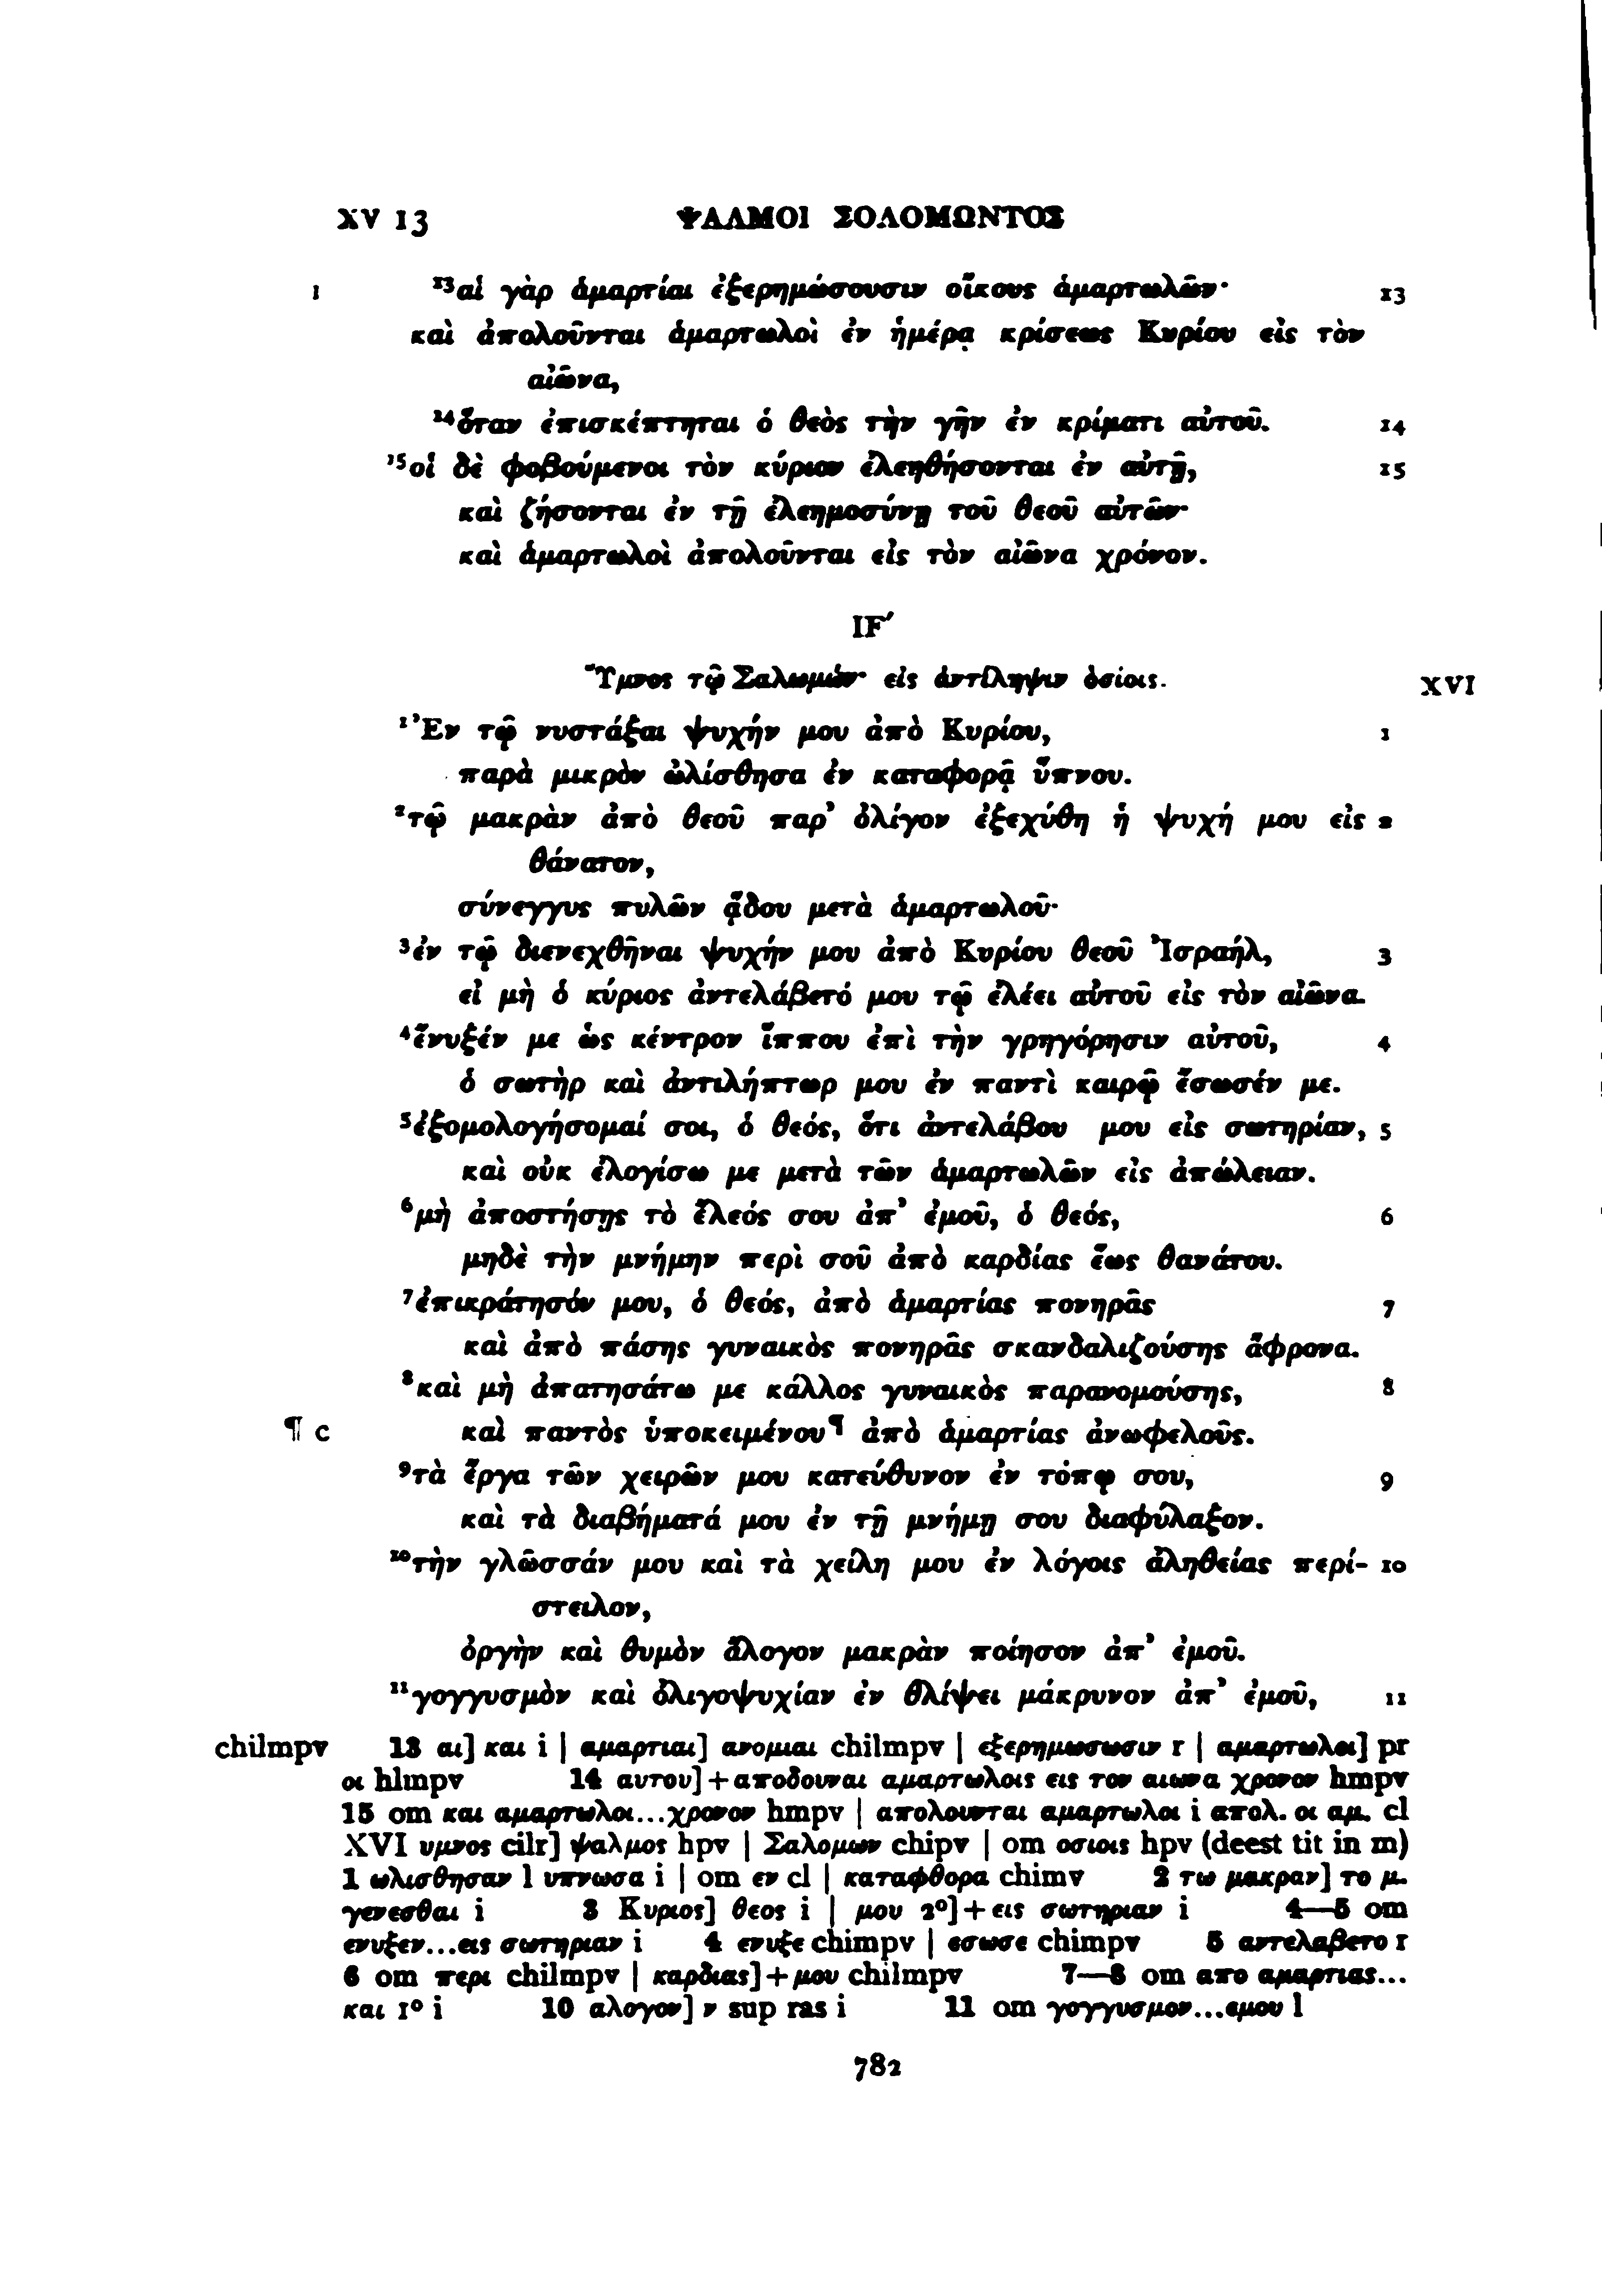 XV 13 ΨΑΛΜΟΙ ΣΟΛΟΜΩΝΤΟΣ
1 ¹³αἱ γὰρ ἁμαρτίαι ἐξερημώσουσιν οἴκους ἁμαρτωλῶν· 13
καὶ ἀπολοῦνται ἁμαρτωλοὶ ἐν ἡμέρᾳ κρίσεως Κυρίου εἰς τὸν
αἰῶνα,
¹⁴ὅταν ἐπισκέπτηται ὁ θεὸς τὴν γῆν ἐν κρίματι αὐτοῦ. 14
¹⁵οἱ δὲ φοβούμενοι τὸν κύριον ἐλεηθήσονται ἐν αὐτῇ, 15
καὶ ζήσονται ἐν τῇ ἐλεημοσύνῃ τοῦ θεοῦ αὐτῶν·
καὶ ἁμαρτωλοὶ ἀπολοῦνται εἰς τὸν αἰῶνα χρόνον.
ΙϜ′
Ὕμνος τῷ Σαλωμών· εἰς ἀντίληψιν ὁσίοις. XVI
¹Ἐν τῷ νυστάξαι ψυχήν μου ἀπὸ Κυρίου, 1
παρὰ μικρὸν ὠλίσθησα ἐν καταφορᾷ ὕπνου.
²τῷ μακρὰν ἀπὸ θεοῦ παρ’ ὀλίγον ἐξεχύθη ἡ ψυχή μου εἰς 2
θάνατον,
σύνεγγυς πυλῶν ᾅδου μετὰ ἁμαρτωλοῦ·
³ἐν τῷ διενεχθῆναι ψυχήν μου ἀπὸ Κυρίου θεοῦ Ἰσραήλ, 3
εἰ μὴ ὁ κύριος ἀντελάβετό μου τῷ ἐλέει αὐτοῦ εἰς τὸν αἰῶνα.
⁴ἔνυξέν με ὡς κέντρον ἵππου ἐπὶ τὴν γρηγόρησιν αὐτοῦ, 4
ὁ σωτὴρ καὶ ἀντιλήπτωρ μου ἐν παντὶ καιρῷ ἔσωσέν με.
⁵ἐξομολογήσομαί σοι, ὁ θεός, ὅτι ἀντελάβου μου εἰς σωτηρίαν, 5
καὶ οὐκ ἐλογίσω με μετὰ τῶν ἁμαρτωλῶν εἰς ἀπώλειαν.
⁶μὴ ἀποστήσῃς τὸ ἔλεός σου ἀπ’ ἐμοῦ, ὁ θεός, 6
μηδὲ τὴν μνήμην περὶ σοῦ ἀπὸ καρδίας ἕως θανάτου.
⁷ἐπικράτησόν μου, ὁ θεός, ἀπὸ ἁμαρτίας πονηρᾶς 7
καὶ ἀπὸ πάσης γυναικὸς πονηρᾶς σκανδαλιζούσης ἄφρονα.
⁸καὶ μὴ ἀπατησάτω με κάλλος γυναικὸς παρανομούσης, 8
¶ c καὶ παντὸς ὑποκειμένου¶ ἀπὸ ἁμαρτίας ἀνωφελοῦς.
⁹τὰ ἔργα τῶν χειρῶν μου κατεύθυνον ἐν τόπῳ σου, 9
καὶ τὰ διαβήματά μου ἐν τῇ μνήμῃ σου διαφύλαξον.
¹⁰τὴν γλῶσσάν μου καὶ τὰ χείλη μου ἐν λόγοις ἀληθείας περί- 10
στειλον,
ὀργὴν καὶ θυμὸν ἄλογον μακρὰν ποίησον ἀπ’ ἐμοῦ.
¹¹γογγυσμὸν καὶ ὀλιγοψυχίαν ἐν θλίψει μάκρυνον ἀπ’ ἐμοῦ, 11
chilmpv 13 αι] και i | αμαρτιαι] ανομιαι chilmpv | εξερημωσωσιν r | αμαρτωλοι] pr
οι hlmpv 14 αυτου] + αποδουναι αμαρτωλοις εις τον αιωνα χρονον hmpv
15 om και αμαρτωλοι...χρονον hmpv | απολουνται αμαρτωλοι i απολ. οι αμ. cl
XVI υμνος cilr] ψαλμος hpv | Σαλομων chipv | om οσιοις hpv (deest tit in m)
1 ωλισθησαν l υπνωσα i | om εν cl | καταφθορα chimv 2 τω μακραν] το μ.
γενεσθαι i 3 Κυριος] θεος i | μου 2°] + εις σωτηριαν i 4—5 om
ενυξεν...εις σωτηριαν i 4 ενυξε chimpv | εσωσε chimpv 5 αντελαβετο r
6 om περι chilmpv | καρδιας] + μου chilmpv 7—8 om απο αμαρτιας...
και 1° i 10 αλογον] ν sup ras i 11 om γογγυσμον...εμου l
782